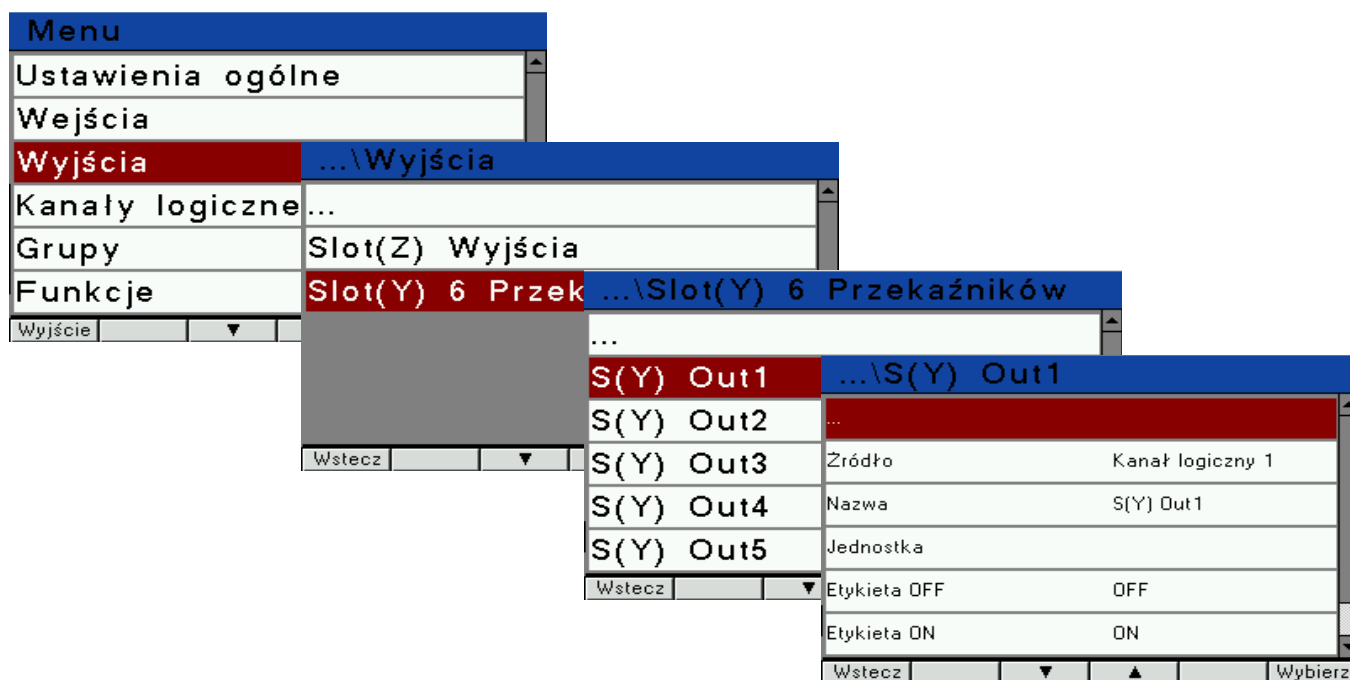 Menu
Ustawienia ogólne
Wejścia
Wyjścia
Kanały logiczne
Grupy
Funkcje
Wyjście ▼
...\Wyjścia
...
Slot(Z) Wyjścia
Slot(Y) 6 Przek
Wstecz ▼
...\Slot(Y) 6 Przekaźników
...
S(Y) Out1
S(Y) Out2
S(Y) Out3
S(Y) Out4
S(Y) Out5
Wstecz ▼
...\S(Y) Out1
...
Źródło Kanał logiczny 1
Nazwa S(Y) Out1
Jednostka
Etykieta OFF OFF
Etykieta ON ON
Wstecz ▼ ▲ Wybierz